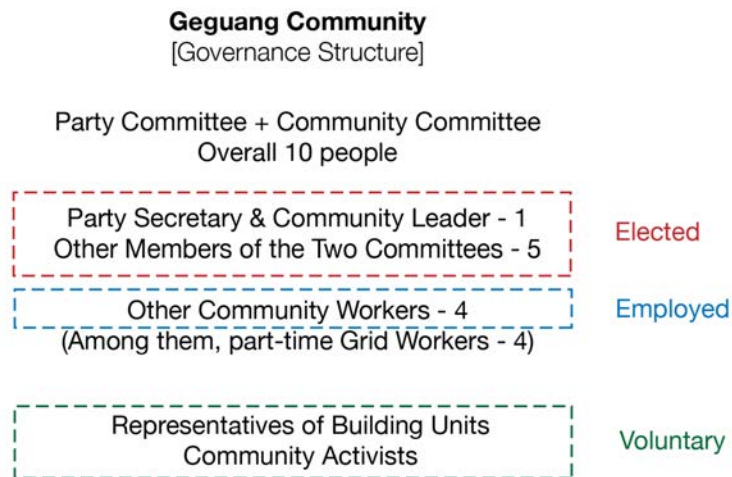 Geguang Community
[Governance Structure]
Party Committee + Community Committee
Overall 10 people
Party Secretary & Community Leader - 1
Other Members of the Two Committees - 5
Elected
Other Community Workers - 4
Employed
(Among them, part-time Grid Workers - 4)
Representatives of Building Units
Community Activists
Voluntary